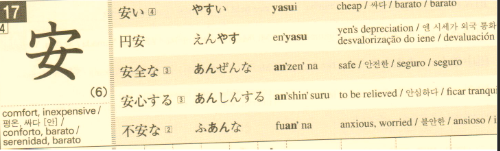 17
4
安
(6)
comfort, inexpensive /
평온, 싸다 [안] /
conforto, barato /
serenidad, barato
安い 4 やすい yasui cheap / 싸다 / barato / barato
円安 えんやす en'yasu yen's depreciation / 엔 시세가 외국 통화
desvalorização do iene / devaluación
安全な 3 あんぜんな an'zen' na safe / 안전한 / seguro / seguro
安心する 3 あんしんする an'shin' suru to be relieved / 안심하다 / ficar tranqu
不安な 2 ふあんな fuan' na anxious, worried / 불안한 / ansioso /